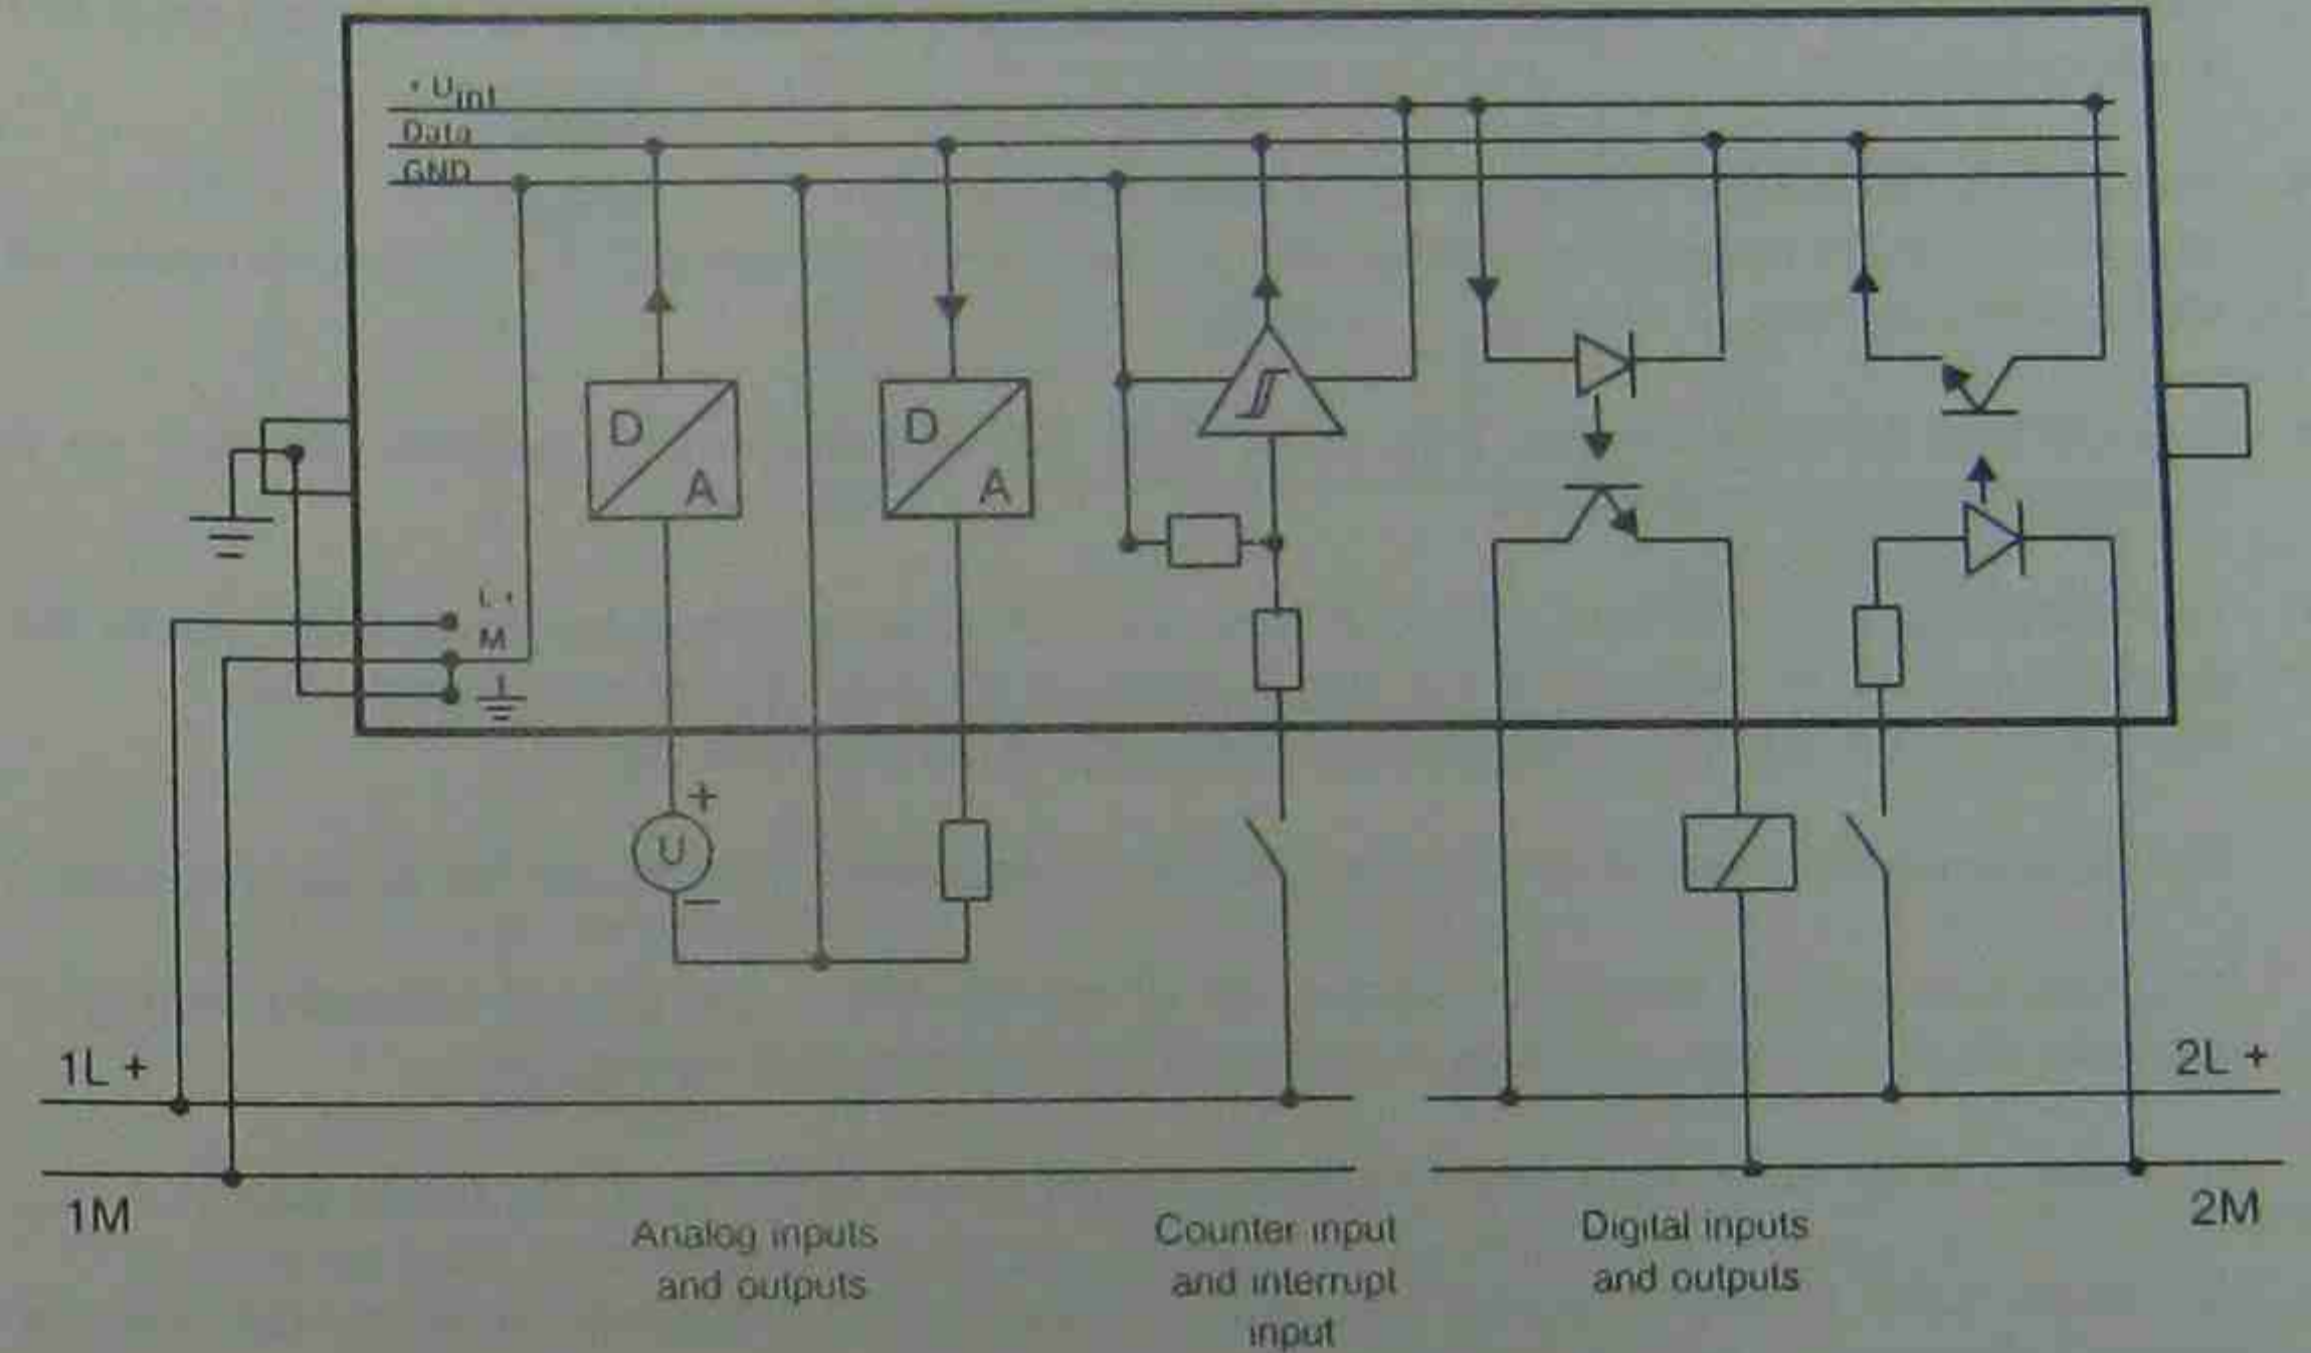 + Uint
Data
GND
D
A
D
A
L+
M
+
U
−
1L +
2L +
1M
2M
Analog inputs
and outputs
Counter input
and interrupt
input
Digital inputs
and outputs